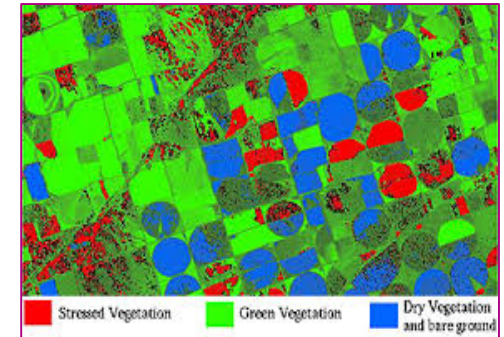 Stressed Vegetation
Green Vegetation
Dry Vegetation
and bare ground